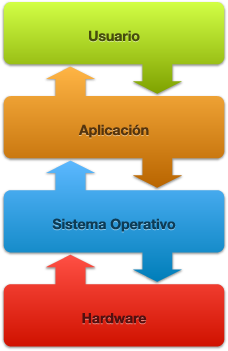 Usuario
Aplicación
Sistema Operativo
Hardware